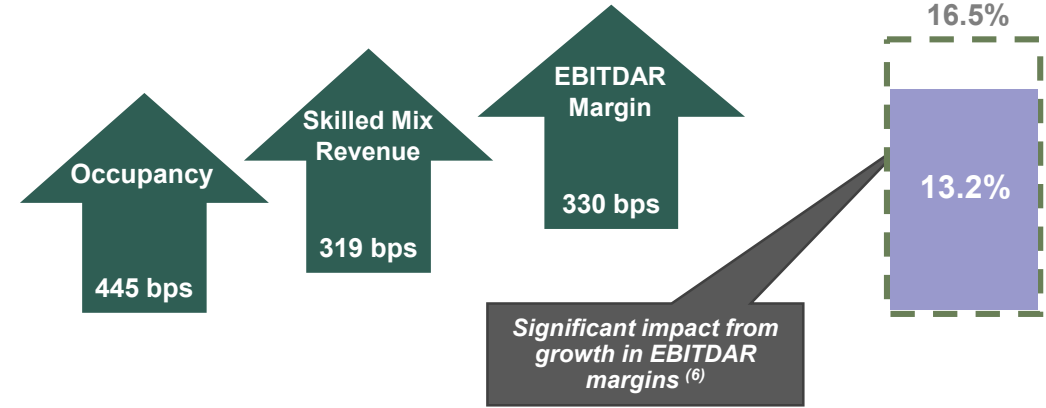 Occupancy
445 bps
Skilled Mix
Revenue
319 bps
EBITDAR
Margin
330 bps
16.5%
13.2%
Significant impact from
growth in EBITDAR
margins (6)